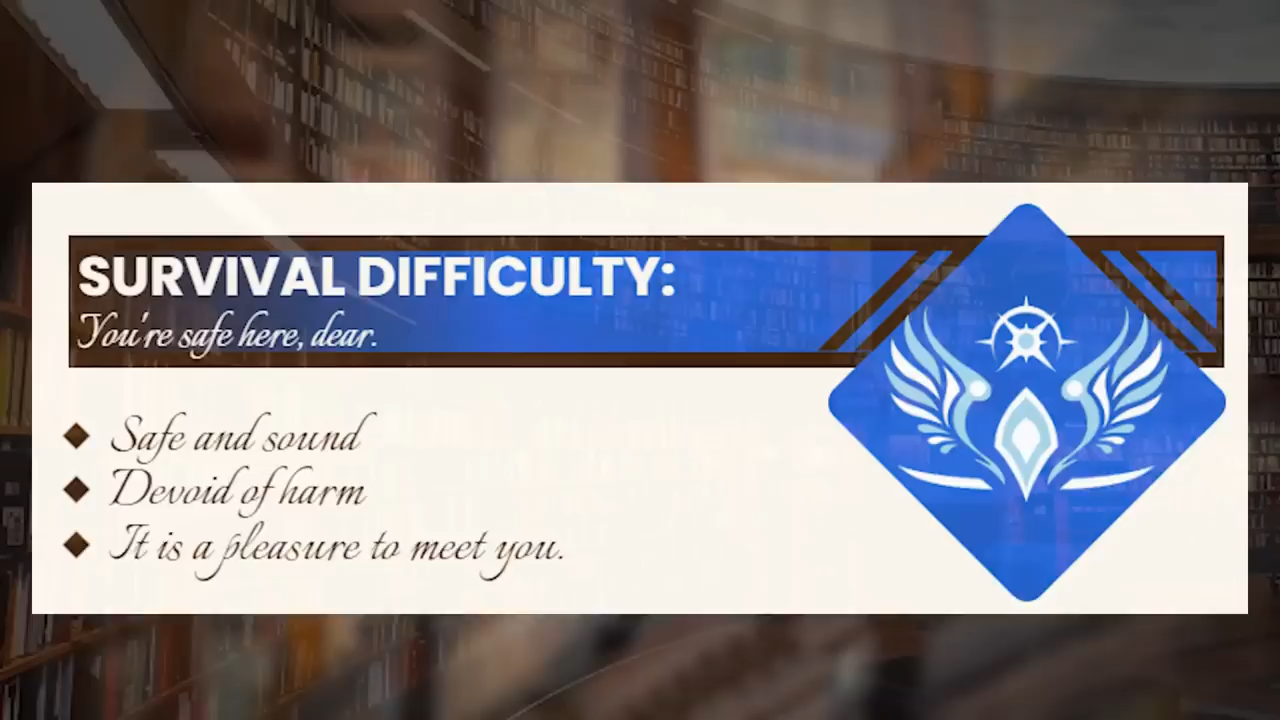 SURVIVAL DIFFICULTY:
You're safe here, dear.
Safe and sound
Devoid of harm
It is a pleasure to meet you.